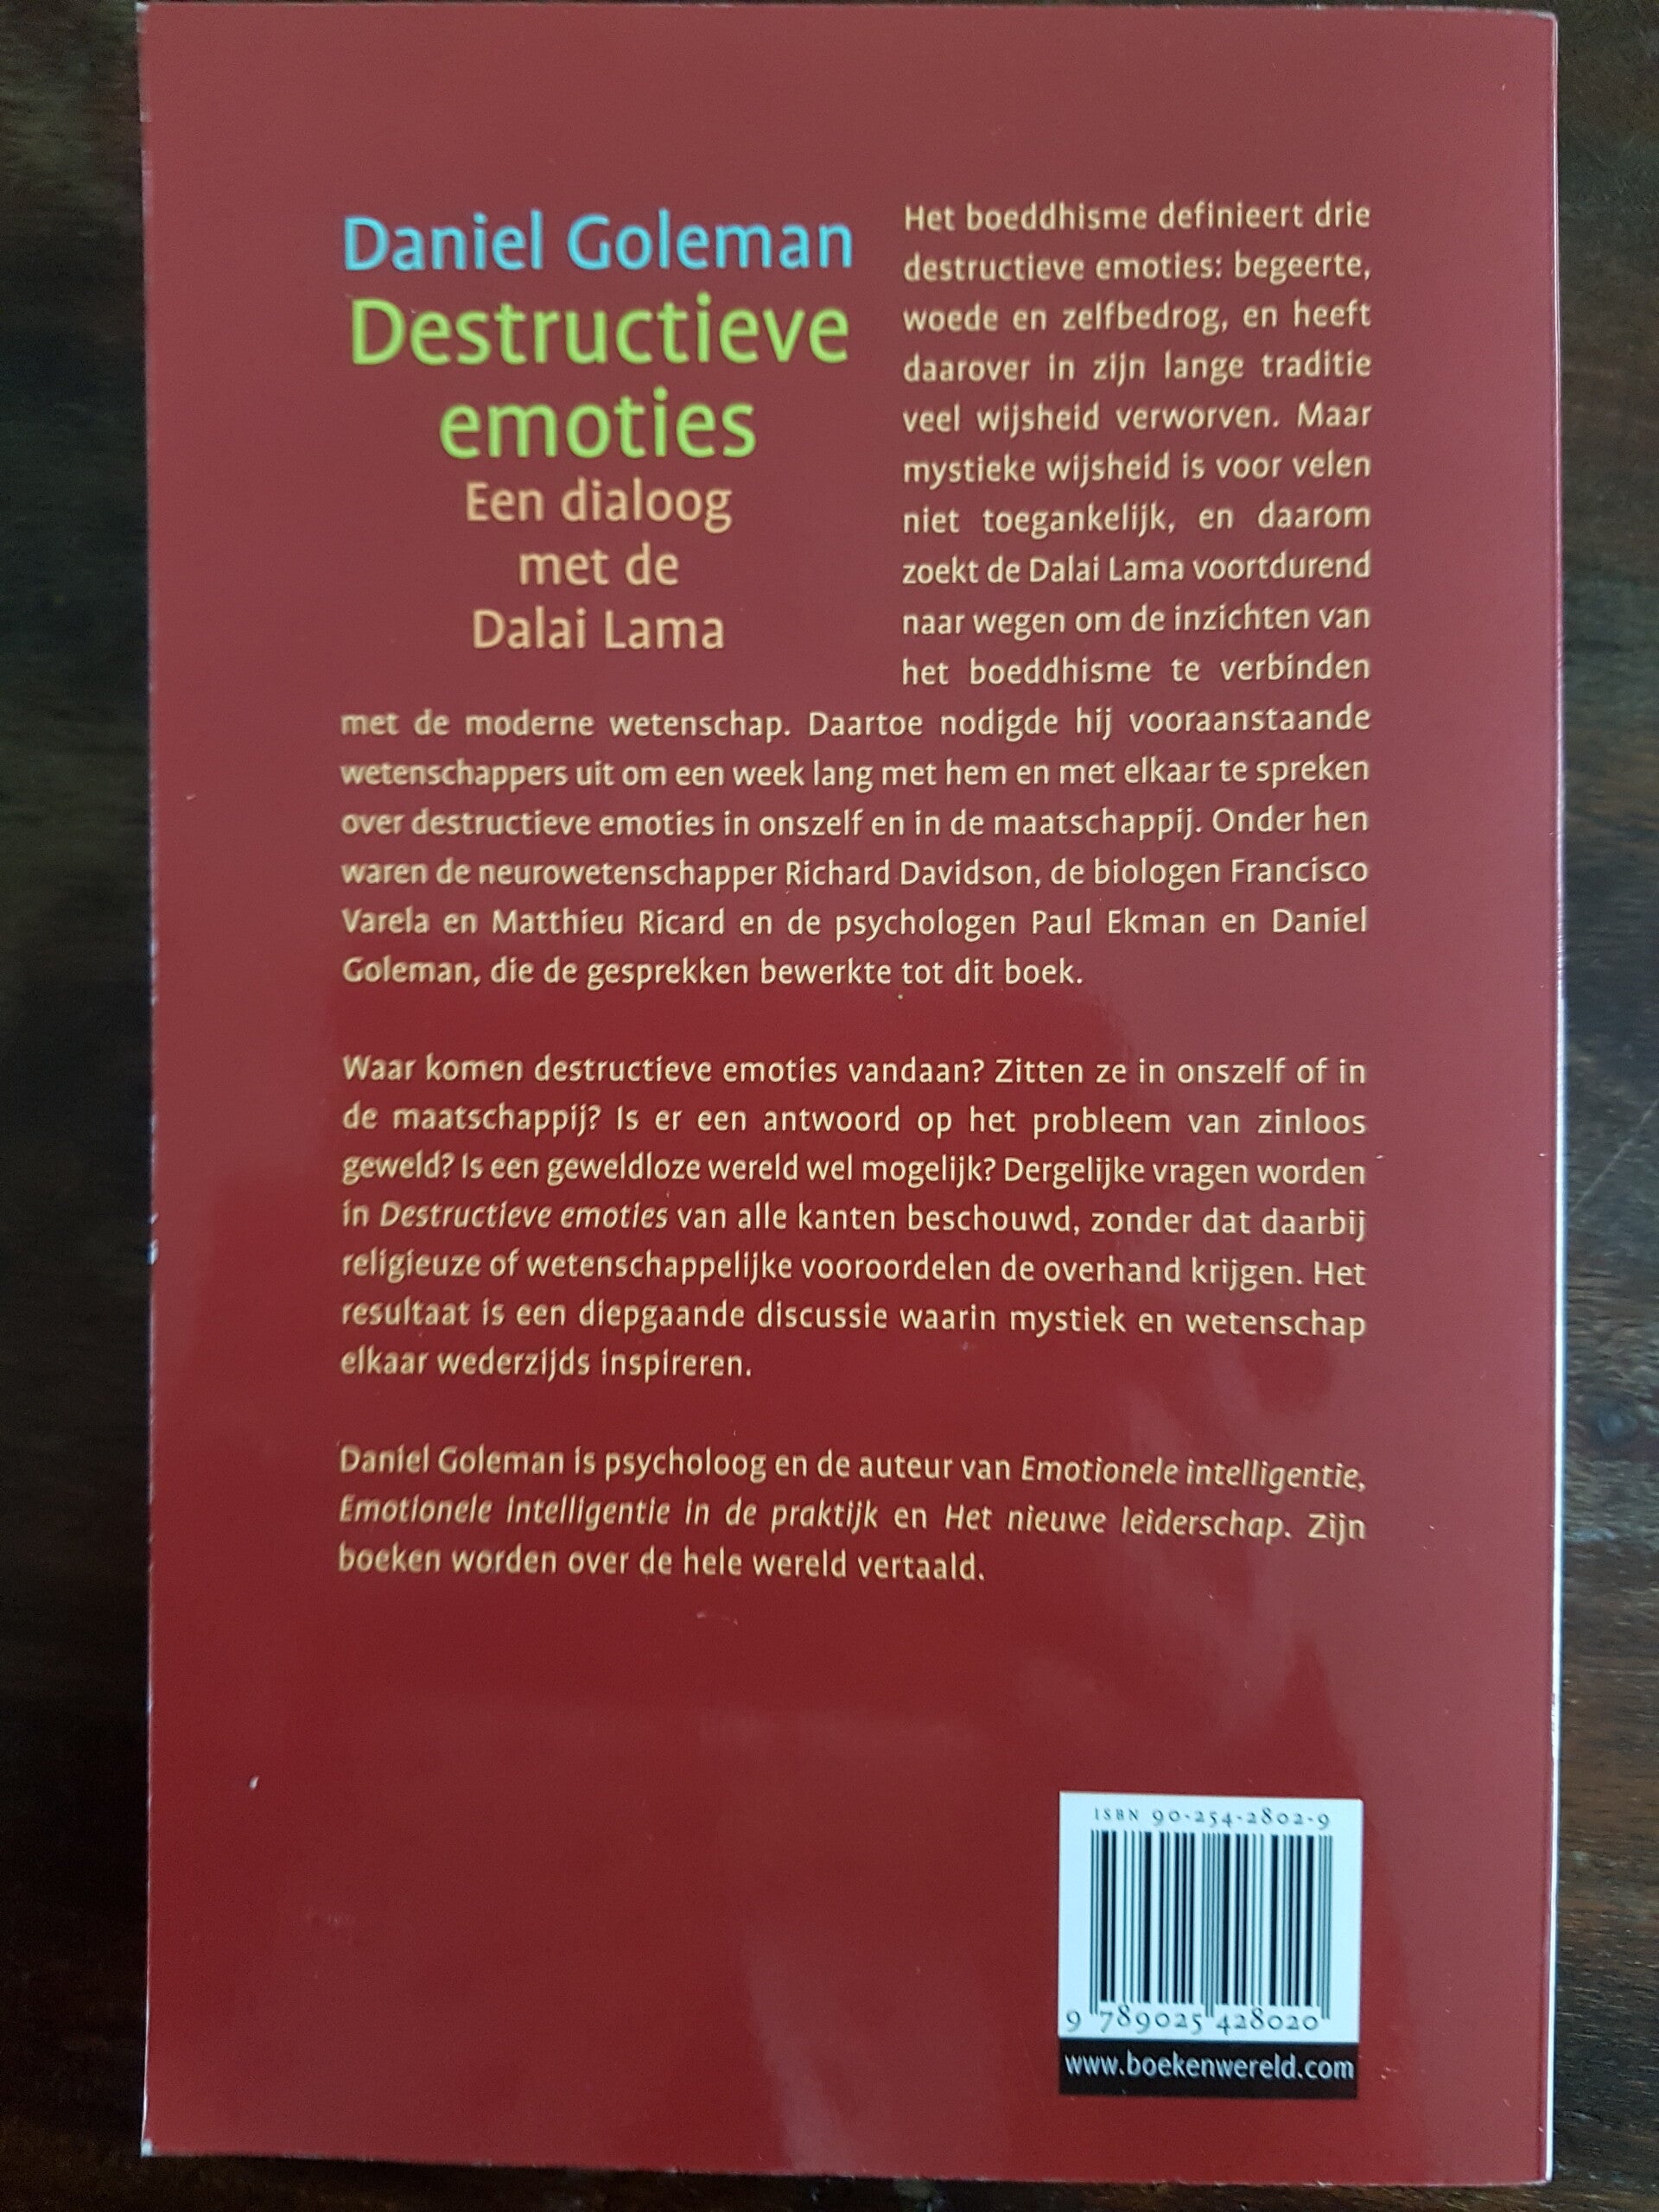 Daniel Goleman
Destructieve
emoties
Een dialoog
met de
Dalai Lama
Het boeddhisme definieert drie
destructieve emoties: begeerte,
woede en zelfbedrog, en heeft
daarover in zijn lange traditie
veel wijsheid verworven. Maar
mystieke wijsheid is voor velen
niet toegankelijk, en daarom
zoekt de Dalai Lama voortdurend
naar wegen om de inzichten van
het boeddhisme te verbinden
met de moderne wetenschap. Daartoe nodigde hij vooraanstaande
wetenschappers uit om een week lang met hem en met elkaar te spreken
over destructieve emoties in onszelf en in de maatschappij. Onder hen
waren de neurowetenschapper Richard Davidson, de biologen Francisco
Varela en Matthieu Ricard en de psychologen Paul Ekman en Daniel
Goleman, die de gesprekken bewerkte tot dit boek.
Waar komen destructieve emoties vandaan? Zitten ze in onszelf of in
de maatschappij? Is er een antwoord op het probleem van zinloos
geweld? Is een geweldloze wereld wel mogelijk? Dergelijke vragen worden
in Destructieve emoties van alle kanten beschouwd, zonder dat daarbij
religieuze of wetenschappelijke vooroordelen de overhand krijgen. Het
resultaat is een diepgaande discussie waarin mystiek en wetenschap
elkaar wederzijds inspireren.
Daniel Goleman is psycholoog en de auteur van Emotionele intelligentie,
Emotionele intelligentie in de praktijk en Het nieuwe leiderschap. Zijn
boeken worden over de hele wereld vertaald.
ISBN 90-254-2802-9
9 789025 428020
www.boekenwereld.com